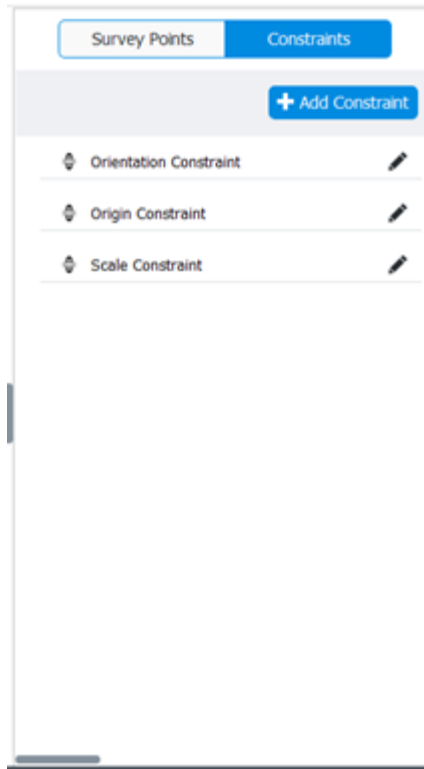 Survey Points Constraints
Add Constraint
Orientation Constraint
Origin Constraint
Scale Constraint